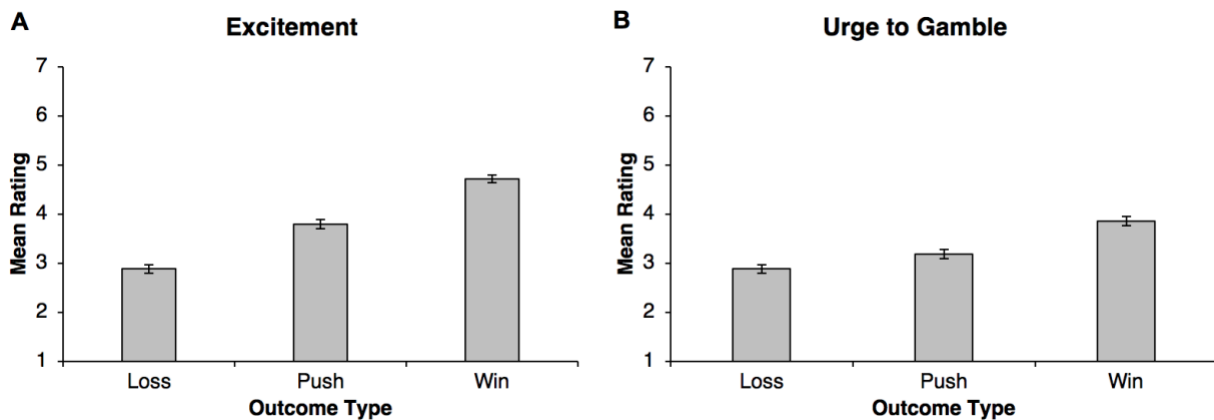 A
Excitement
7
6
5
4
3
2
1
Mean Rating
Loss Push Win
Outcome Type
B
Urge to Gamble
7
6
5
4
3
2
1
Mean Rating
Loss Push Win
Outcome Type